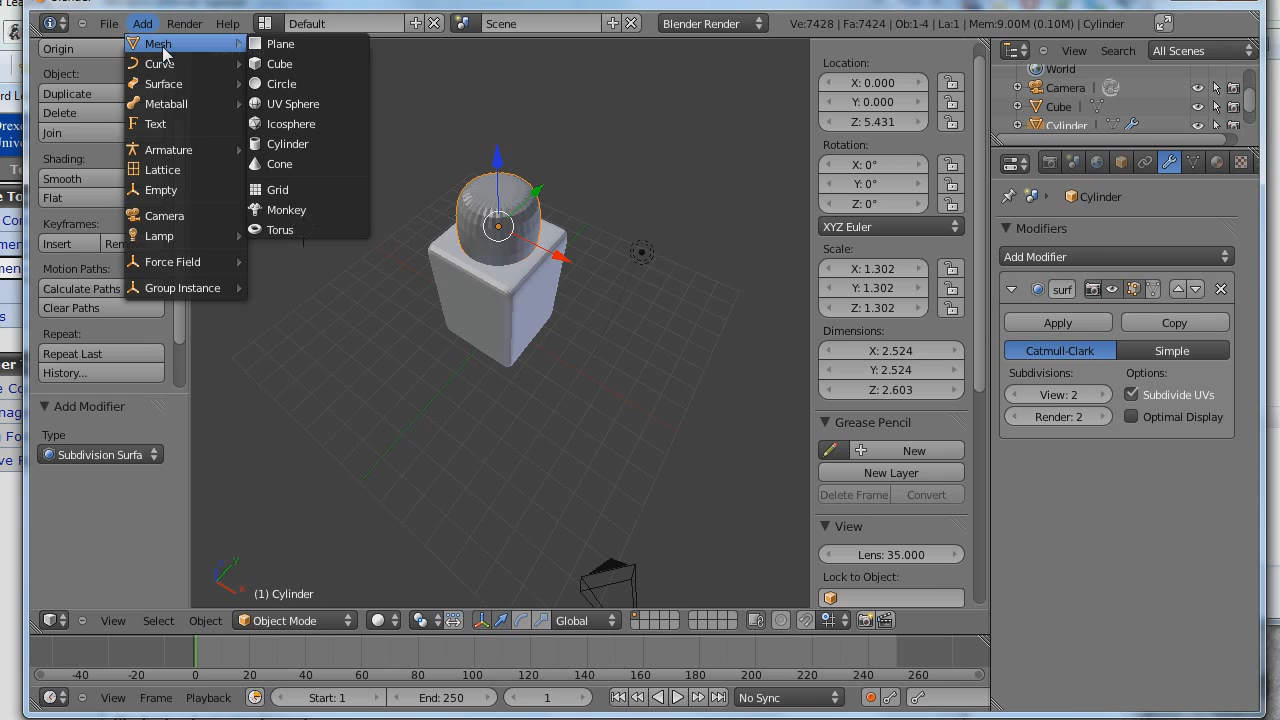 File Add Render Help Default Scene Blender Render Ve:7428 | Fa:7424 | Ob:1-4 | La:1 | Mem:9.00M (0.10M) | Cylinder
Origin
Object:
Duplicate
Delete
Join
Shading:
Smooth
Flat
Keyframes:
Insert
Motion Paths:
Calculate Paths
Clear Paths
Repeat:
Repeat Last
History...
Add Modifier
Type
Subdivision Surfa
Mesh
Curve
Surface
Metaball
Text
Armature
Lattice
Empty
Camera
Lamp
Force Field
Group Instance
Plane
Cube
Circle
UV Sphere
Icosphere
Cylinder
Cone
Grid
Monkey
Torus
(1) Cylinder
Location:
X: 0.000
Y: 0.000
Z: 5.431
Rotation:
X: 0°
Y: 0°
Z: 0°
XYZ Euler
Scale:
X: 1.302
Y: 1.302
Z: 1.302
Dimensions:
X: 2.524
Y: 2.524
Z: 2.603
Grease Pencil
New
New Layer
Delete Frame Convert
View
Lens: 35.000
Lock to Object:
View Search All Scenes
World
Camera
Cube
Cylinder
Cylinder
Modifiers
Add Modifier
surf
Apply Copy
Catmull-Clark Simple
Subdivisions: Options:
View: 2 Subdivide UVs
Render: 2 Optimal Display
View Select Object Object Mode Global
-40 -20 0 20 40 60 80 100 120 140 160 180 200 220 240 260
View Frame Playback Start: 1 End: 250 1 No Sync